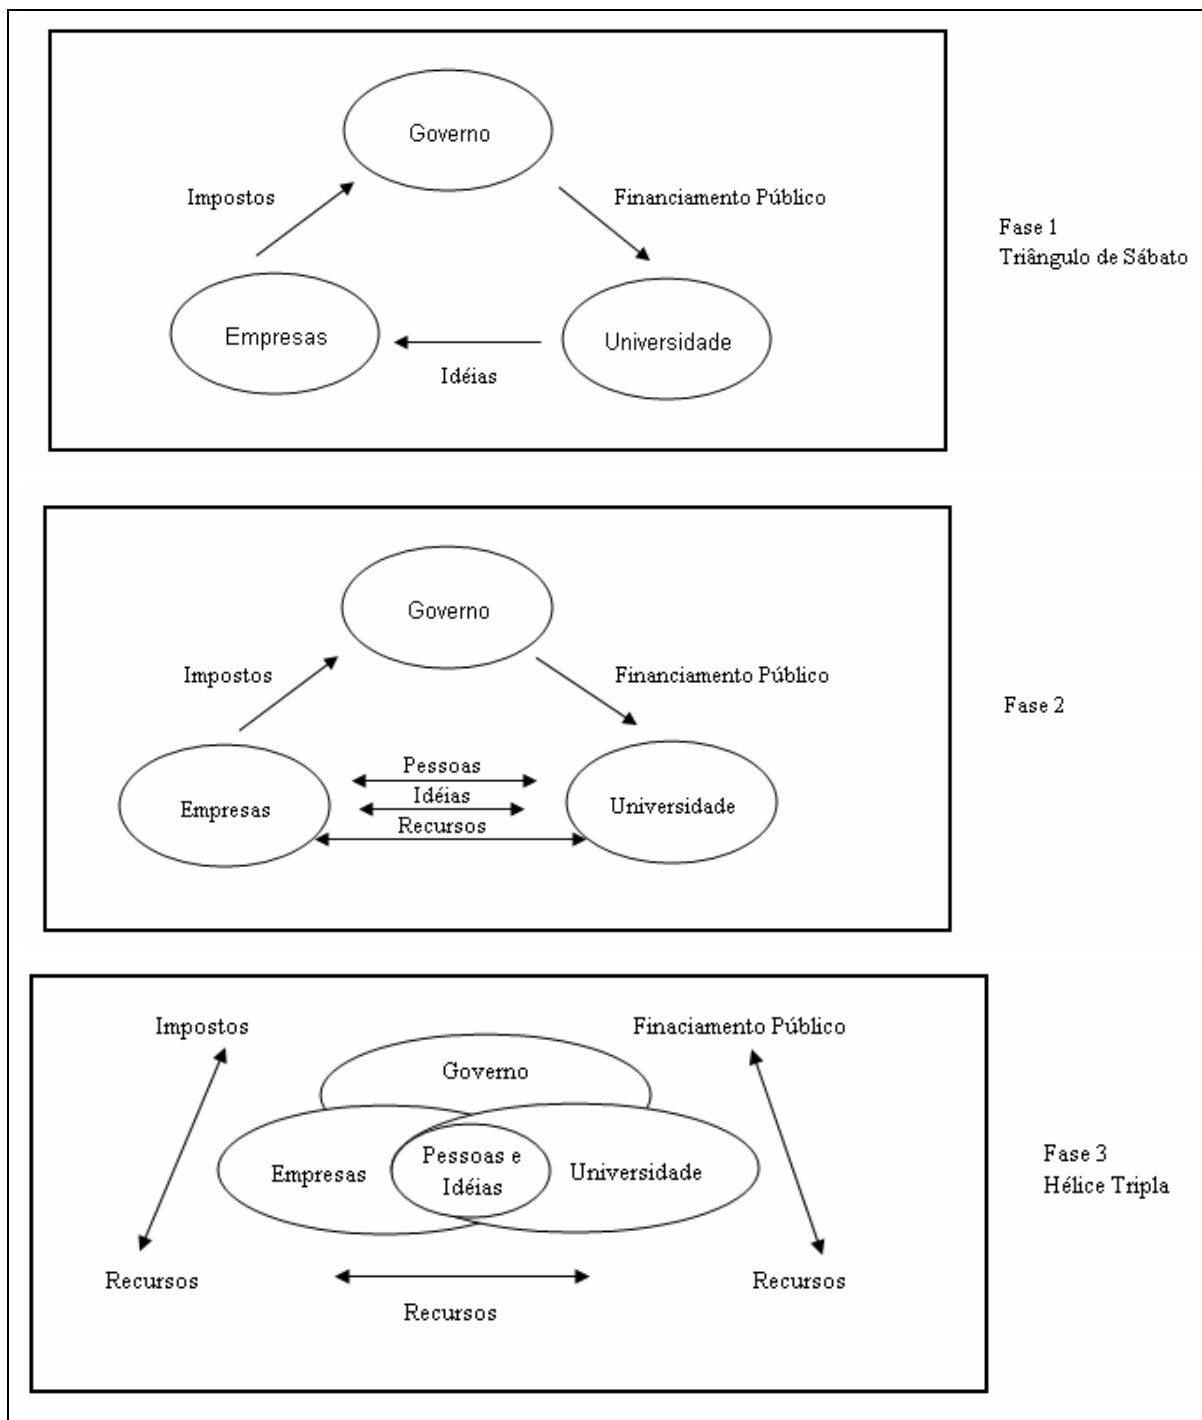 Governo
Impostos
Financiamento Público
Empresas
Universidade
Idéias
Fase 1
Triângulo de Sábato
Governo
Impostos
Financiamento Público
Pessoas
Idéias
Recursos
Empresas
Universidade
Fase 2
Impostos
Finaciamento Público
Governo
Empresas
Pessoas e
Idéias
Universidade
Recursos
Recursos
Recursos
Fase 3
Hélice Tripla